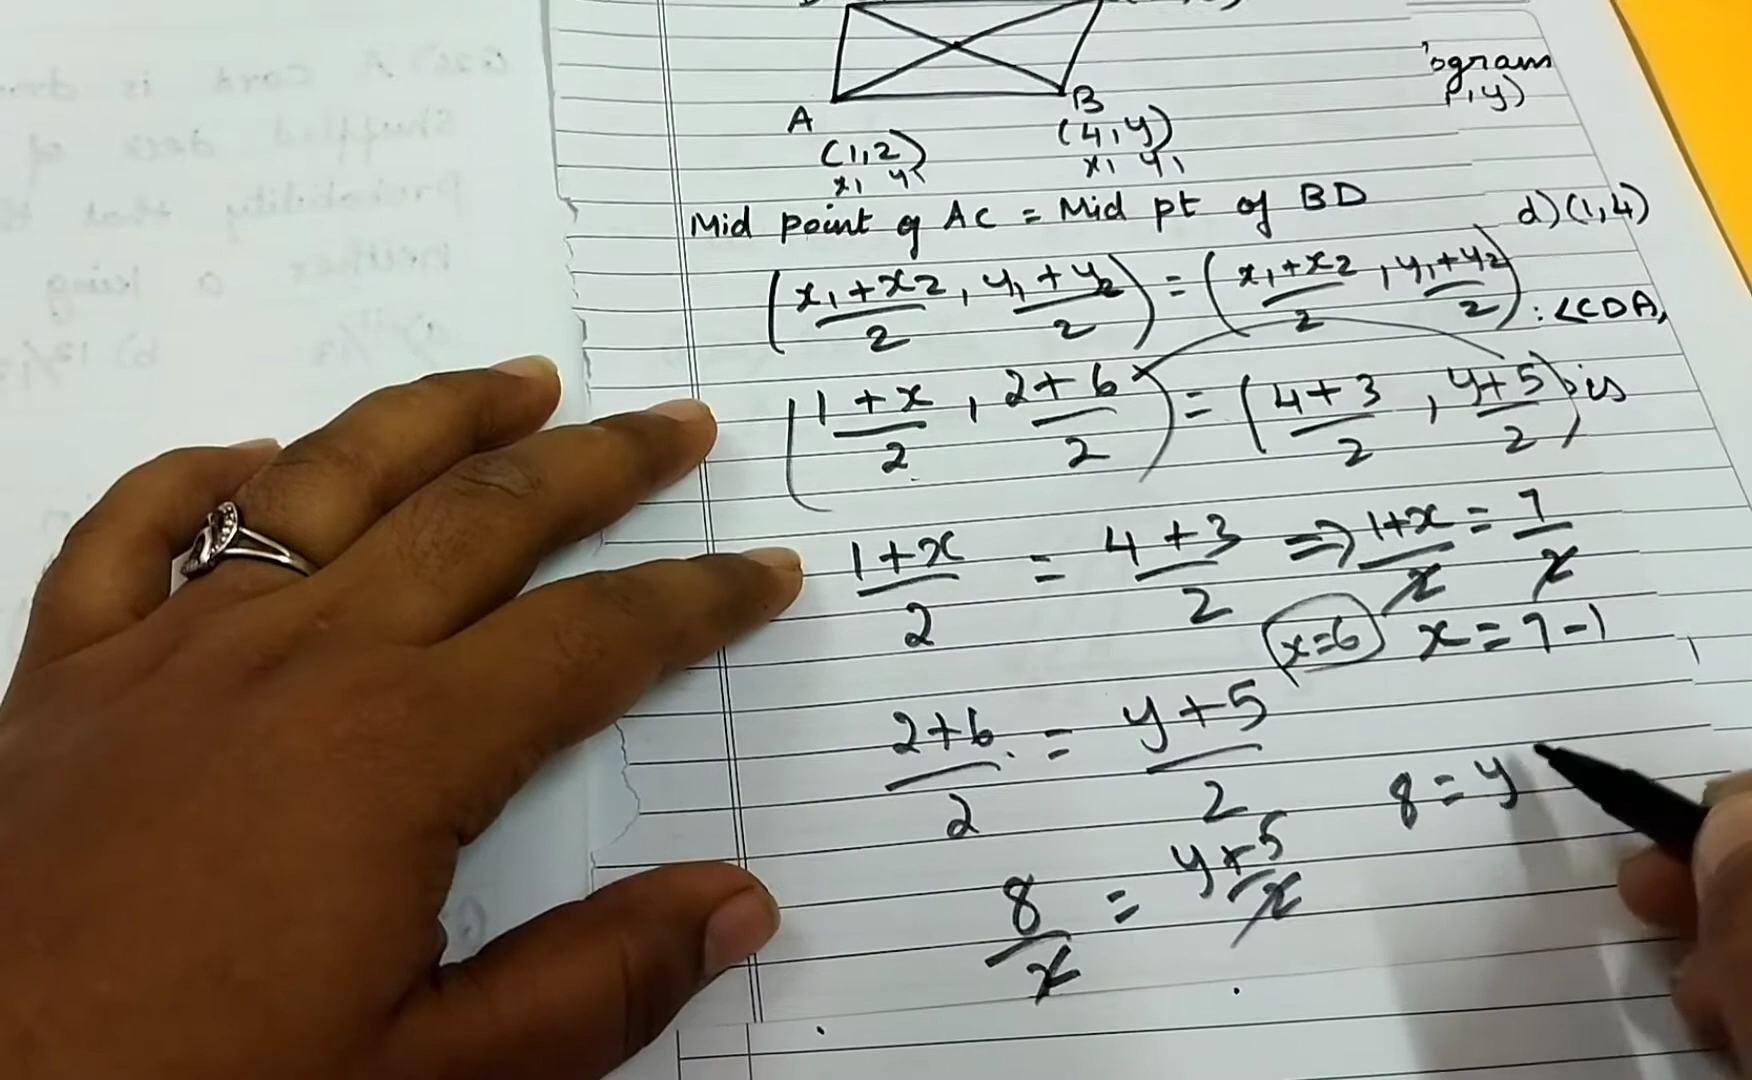 A
B
(1,2)
(4,y)
x₁ y₁
x₁ y₁
Mid point of AC = Mid pt of BD
(x₁+x₂/2, y₁+y₂/2) = (x₁+x₂/2, y₁+y₂/2)
(1+x/2, 2+6/2) = (4+3/2, y+5/2)
1+x/2 = 4+3/2 ⇒ 1+x/2 = 7/2
x=6 x=7-1
2+6/2 = y+5/2
8 = y
8/2 = y+5/2
ogram
,y)
d) (1,4)
: ∠CDA,
is